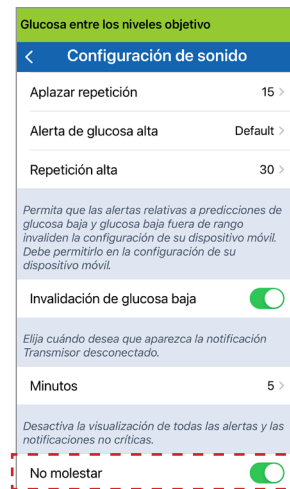 Glucosa entre los niveles objetivo
Configuración de sonido
Aplazar repetición 15
Alerta de glucosa alta Default
Repetición alta 30
Permita que las alertas relativas a predicciones de
glucosa baja y glucosa baja fuera de rango
invaliden la configuración de su dispositivo móvil.
Debe permitirlo en la configuración de su
dispositivo móvil.
Invalidación de glucosa baja
Elija cuándo desea que aparezca la notificación
Transmisor desconectado.
Minutos 5
Desactiva la visualización de todas las alertas y las
notificaciones no críticas.
No molestar